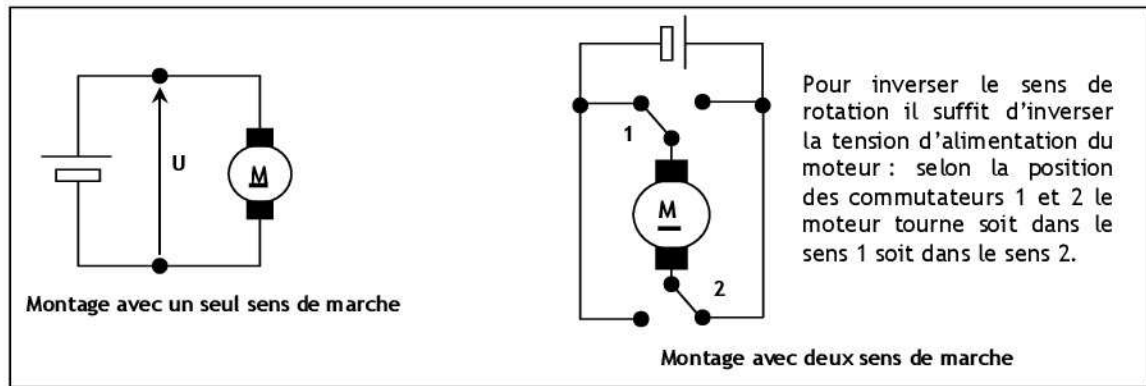 U
M
Montage avec un seul sens de marche
1
M
2
Pour inverser le sens de
rotation il suffit d'inverser
la tension d'alimentation du
moteur : selon la position
des commutateurs 1 et 2 le
moteur tourne soit dans le
sens 1 soit dans le sens 2.
Montage avec deux sens de marche